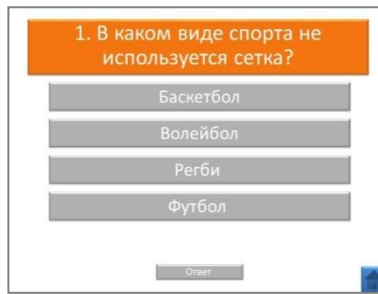 1. В каком виде спорта не
используется сетка?
Баскетбол
Волейбол
Регби
Футбол
Ответ